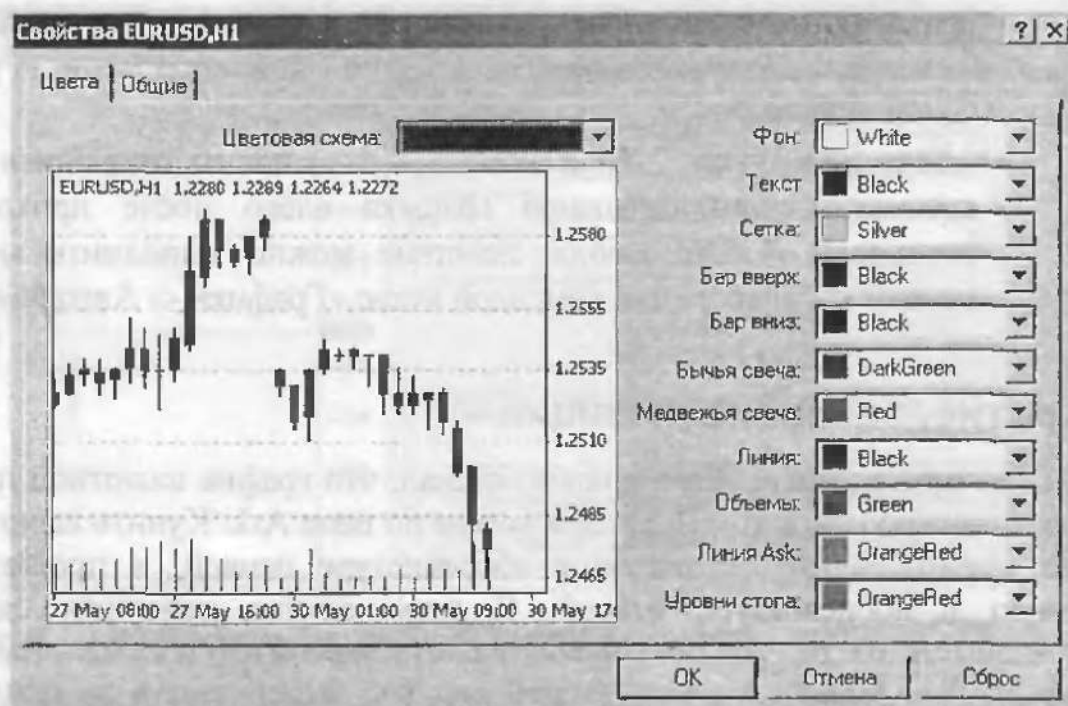 Свойства EURUSD,H1
Цвета Общие
Цветовая схема:
EURUSD,H1 1.2280 1.2289 1.2264 1.2272
1.2580
1.2555
1.2535
1.2510
1.2485
1.2465
27 May 08:00 27 May 16:00 30 May 01:00 30 May 09:00 30 May 17:
Фон: White
Текст Black
Сетка: Silver
Бар вверх: Black
Бар вниз: Black
Бычья свеча: DarkGreen
Медвежья свеча: Red
Линия: Black
Объемы: Green
Линия Ask: OrangeRed
Уровни стопа: OrangeRed
OK Отмена Сброс